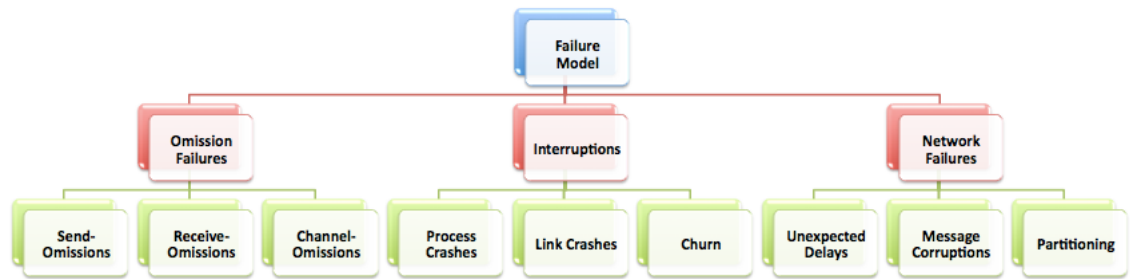 Failure
Model
Omission
Failures
Interruptions
Network
Failures
Send-
Omissions
Receive-
Omissions
Channel-
Omissions
Process
Crashes
Link Crashes
Churn
Unexpected
Delays
Message
Corruptions
Partitioning